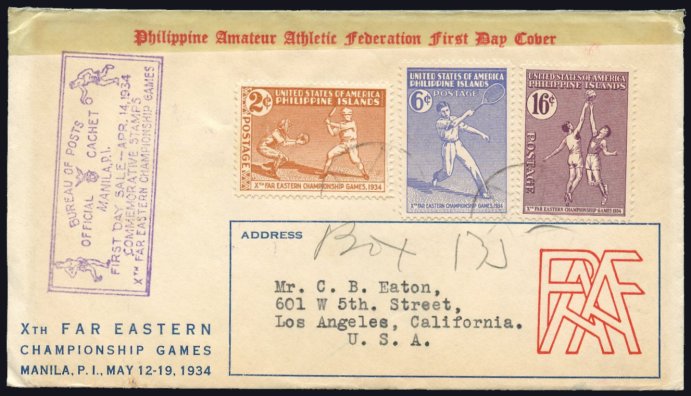 Philippine Amateur Athletic Federation First Day Cover
BUREAU OF POSTS
OFFICIAL CACHET
MANILA, P.I.
FIRST DAY SALE—APR. 14, 1934
COMMEMORATIVE STAMPS
XTH FAR EASTERN CHAMPIONSHIP GAMES
2¢
UNITED STATES OF AMERICA
PHILIPPINE ISLANDS
POSTAGE
XTH FAR EASTERN CHAMPIONSHIP GAMES, 1934
UNITED STATES OF AMERICA
PHILIPPINE ISLANDS
6¢ POSTAGE
XTH FAR EASTERN CHAMPIONSHIP GAMES, 1934
UNITED STATES OF AMERICA
PHILIPPINE ISLANDS
16¢
POSTAGE
XTH FAR EASTERN CHAMPIONSHIP GAMES 1934
ADDRESS
Box 135
Mr. C. B. Eaton,
601 W 5th. Street,
Los Angeles, California.
U. S. A.
PAAF
XTH FAR EASTERN
CHAMPIONSHIP GAMES
MANILA, P. I., MAY 12-19, 1934